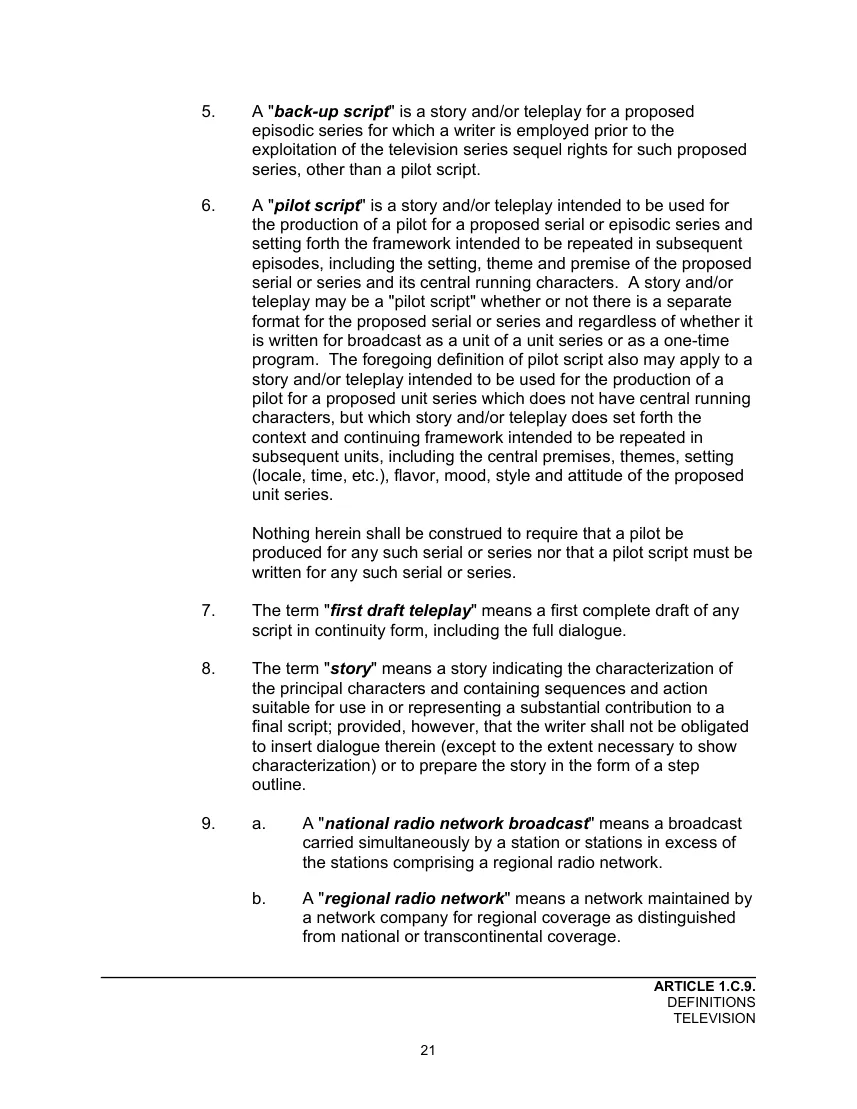 5. A "back-up script" is a story and/or teleplay for a proposed
episodic series for which a writer is employed prior to the
exploitation of the television series sequel rights for such proposed
series, other than a pilot script.
6. A "pilot script" is a story and/or teleplay intended to be used for
the production of a pilot for a proposed serial or episodic series and
setting forth the framework intended to be repeated in subsequent
episodes, including the setting, theme and premise of the proposed
serial or series and its central running characters.  A story and/or
teleplay may be a "pilot script" whether or not there is a separate
format for the proposed serial or series and regardless of whether it
is written for broadcast as a unit of a unit series or as a one-time
program.  The foregoing definition of pilot script also may apply to a
story and/or teleplay intended to be used for the production of a
pilot for a proposed unit series which does not have central running
characters, but which story and/or teleplay does set forth the
context and continuing framework intended to be repeated in
subsequent units, including the central premises, themes, setting
(locale, time, etc.), flavor, mood, style and attitude of the proposed
unit series.
Nothing herein shall be construed to require that a pilot be
produced for any such serial or series nor that a pilot script must be
written for any such serial or series.
7. The term "first draft teleplay" means a first complete draft of any
script in continuity form, including the full dialogue.
8. The term "story" means a story indicating the characterization of
the principal characters and containing sequences and action
suitable for use in or representing a substantial contribution to a
final script; provided, however, that the writer shall not be obligated
to insert dialogue therein (except to the extent necessary to show
characterization) or to prepare the story in the form of a step
outline.
9. a. A "national radio network broadcast" means a broadcast
carried simultaneously by a station or stations in excess of
the stations comprising a regional radio network.
b. A "regional radio network" means a network maintained by
a network company for regional coverage as distinguished
from national or transcontinental coverage.
ARTICLE 1.C.9.
DEFINITIONS
TELEVISION
21